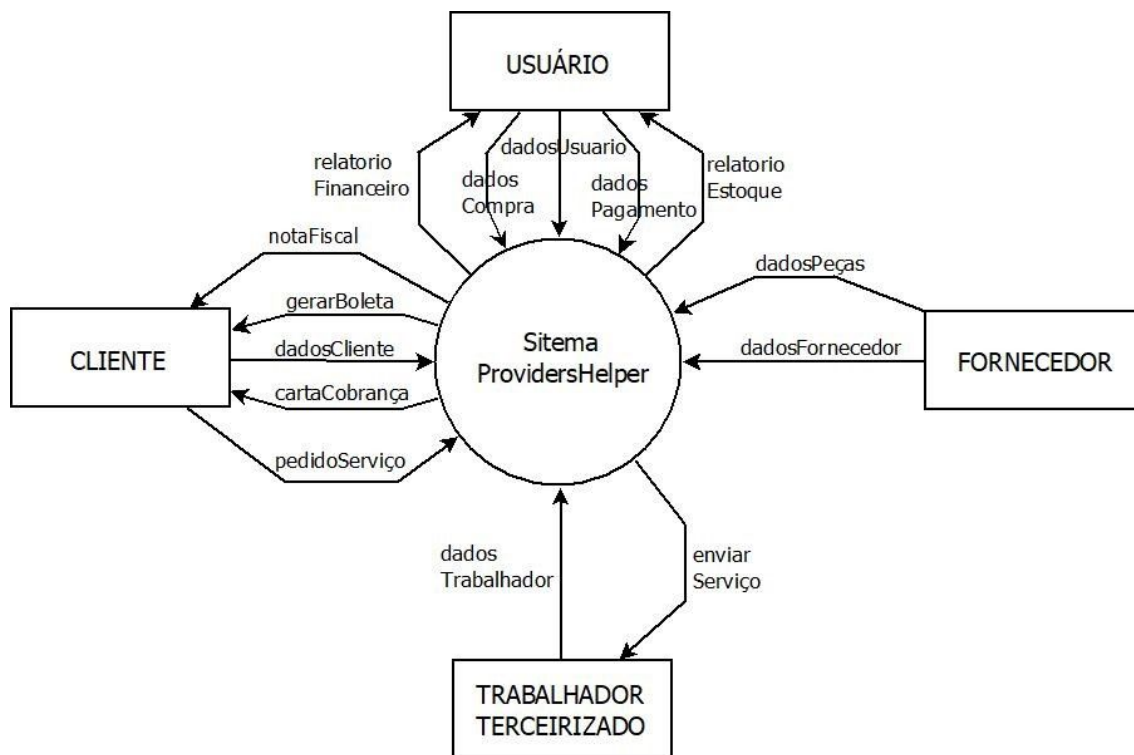 USUÁRIO
relatorio
Financeiro
dadosUsuario
dados
Compra
dados
Pagamento
relatorio
Estoque
notaFiscal
dadosPeças
gerarBoleta
CLIENTE
dadosCliente
Sitema
ProvidersHelper
dadosFornecedor
FORNECEDOR
cartaCobrança
pedidoServiço
dados
Trabalhador
enviar
Serviço
TRABALHADOR
TERCEIRIZADO